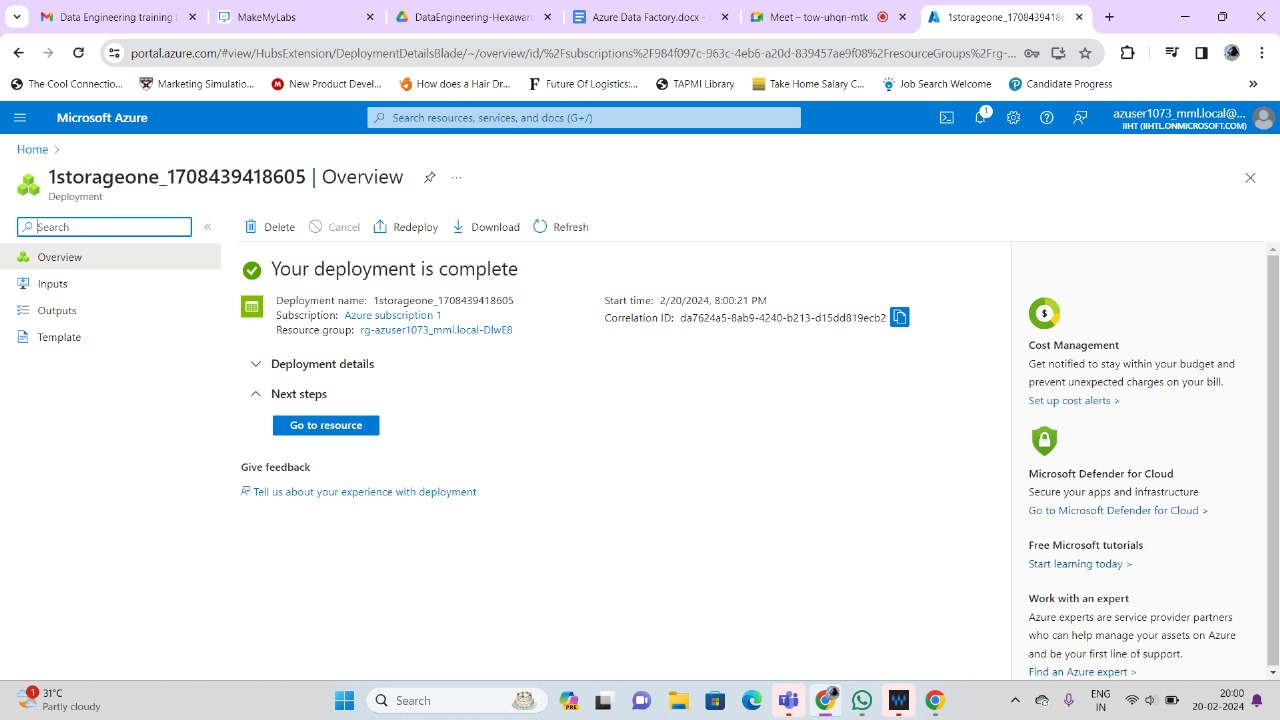 Data Engineering training
MakeMyLabs
DataEngineering-Hexawar
Azure Data Factory.docx -
Meet – tow-uhqn-mtk
1storageone_170843941
portal.azure.com/#view/HubsExtension/DeploymentDetailsBlade/~/overview/id/%2Fsubscriptions%2F984f097c-963c-4eb6-a20d-839457ae9f08%2FresourceGroups%2Frg-...
The Cool Connectio...
Marketing Simulatio...
New Product Devel...
How does a Hair Dr...
Future Of Logistics:...
TAPMI Library
Take Home Salary C...
Job Search Welcome
Candidate Progress
»
Microsoft Azure
Search resources, services, and docs (G+/)
1
azuser1073_mml.local@...
IIHT (IIHTL.ONMICROSOFT.COM)
Home >
1storageone_1708439418605 | Overview
...
Deployment
Search
«
Delete
Cancel
Redeploy
Download
Refresh
Overview
Inputs
Outputs
Template
Your deployment is complete
Deployment name: 1storageone_1708439418605
Subscription: Azure subscription 1
Resource group: rg-azuser1073_mml.local-DlwE8
Start time: 2/20/2024, 8:00:21 PM
Correlation ID: da7624a5-8ab9-4240-b213-d15dd819ecb2
Deployment details
Next steps
Go to resource
Give feedback
Tell us about your experience with deployment
$
Cost Management
Get notified to stay within your budget and
prevent unexpected charges on your bill.
Set up cost alerts >
Microsoft Defender for Cloud
Secure your apps and infrastructure
Go to Microsoft Defender for Cloud >
Free Microsoft tutorials
Start learning today >
Work with an expert
Azure experts are service provider partners
who can help manage your assets on Azure
and be your first line of support.
Find an Azure expert >
1
31°C
Partly cloudy
Search
PRE
ENG
IN
20:00
20-02-2024